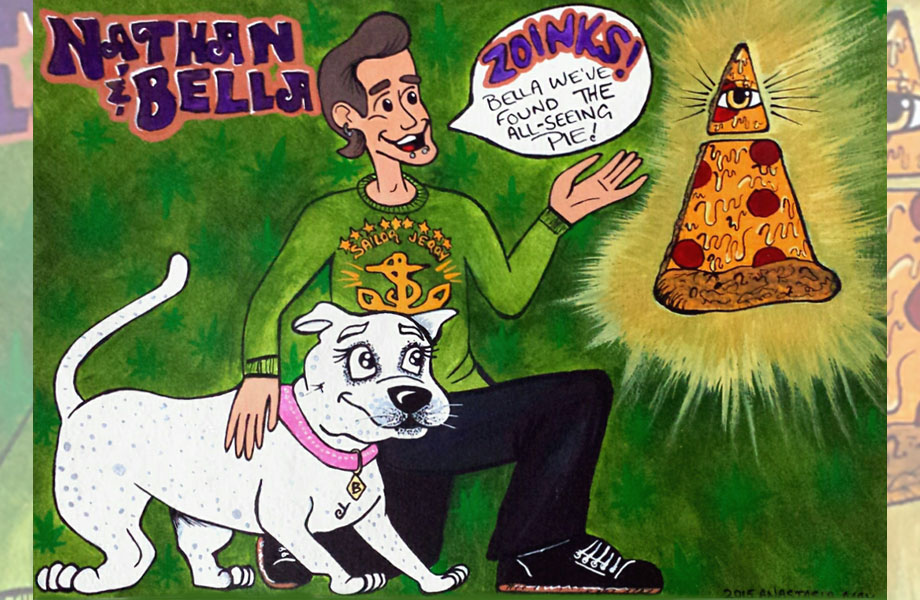 NATHAN
& BELLA
ZOINKS!
BELLA WE'VE
FOUND THE
ALL-SEEING
PIE!
SAILOR JERRY
B
2015 ANASTASIA